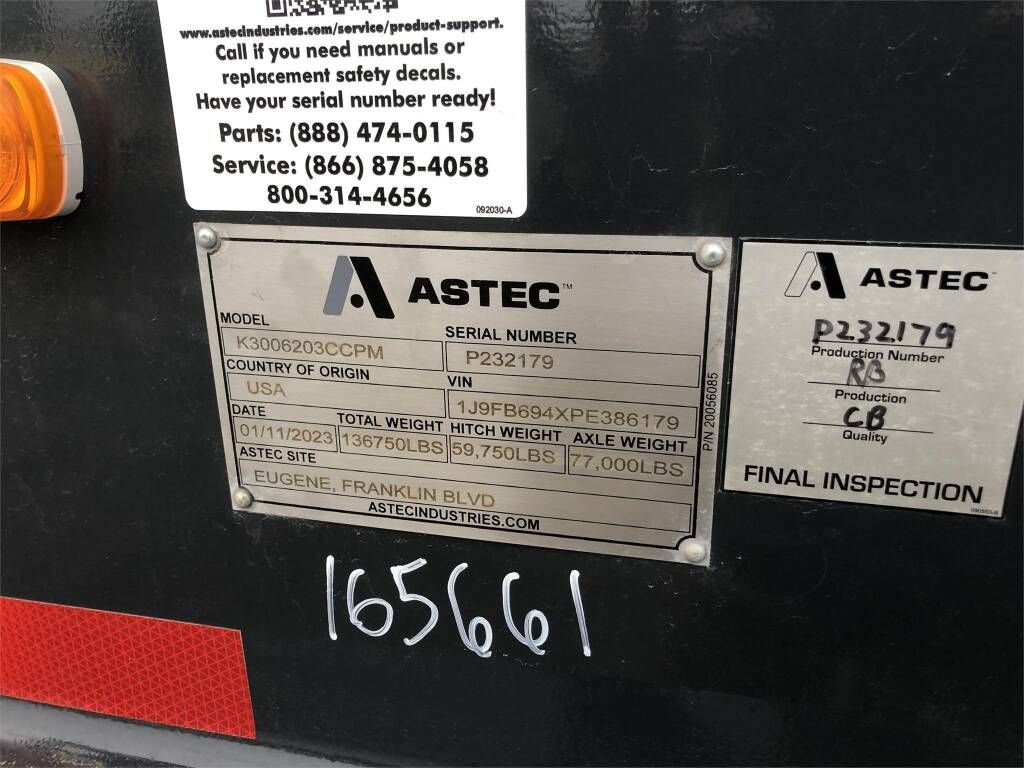 www.astecindustries.com/service/product-support.
Call if you need manuals or
replacement safety decals.
Have your serial number ready!
Parts: (888) 474-0115
Service: (866) 875-4058
800-314-4656
092030-A
ASTEC™
MODEL
K3006203CCPM
SERIAL NUMBER
P232179
COUNTRY OF ORIGIN
USA
VIN
1J9FB694XPE386179
DATE
01/11/2023
TOTAL WEIGHT
136750LBS
HITCH WEIGHT
59,750LBS
AXLE WEIGHT
77,000LBS
ASTEC SITE
EUGENE, FRANKLIN BLVD
ASTECINDUSTRIES.COM
P/N 20056085
ASTEC
P232179
Production Number
RB
Production
CB
Quality
FINAL INSPECTION
165661